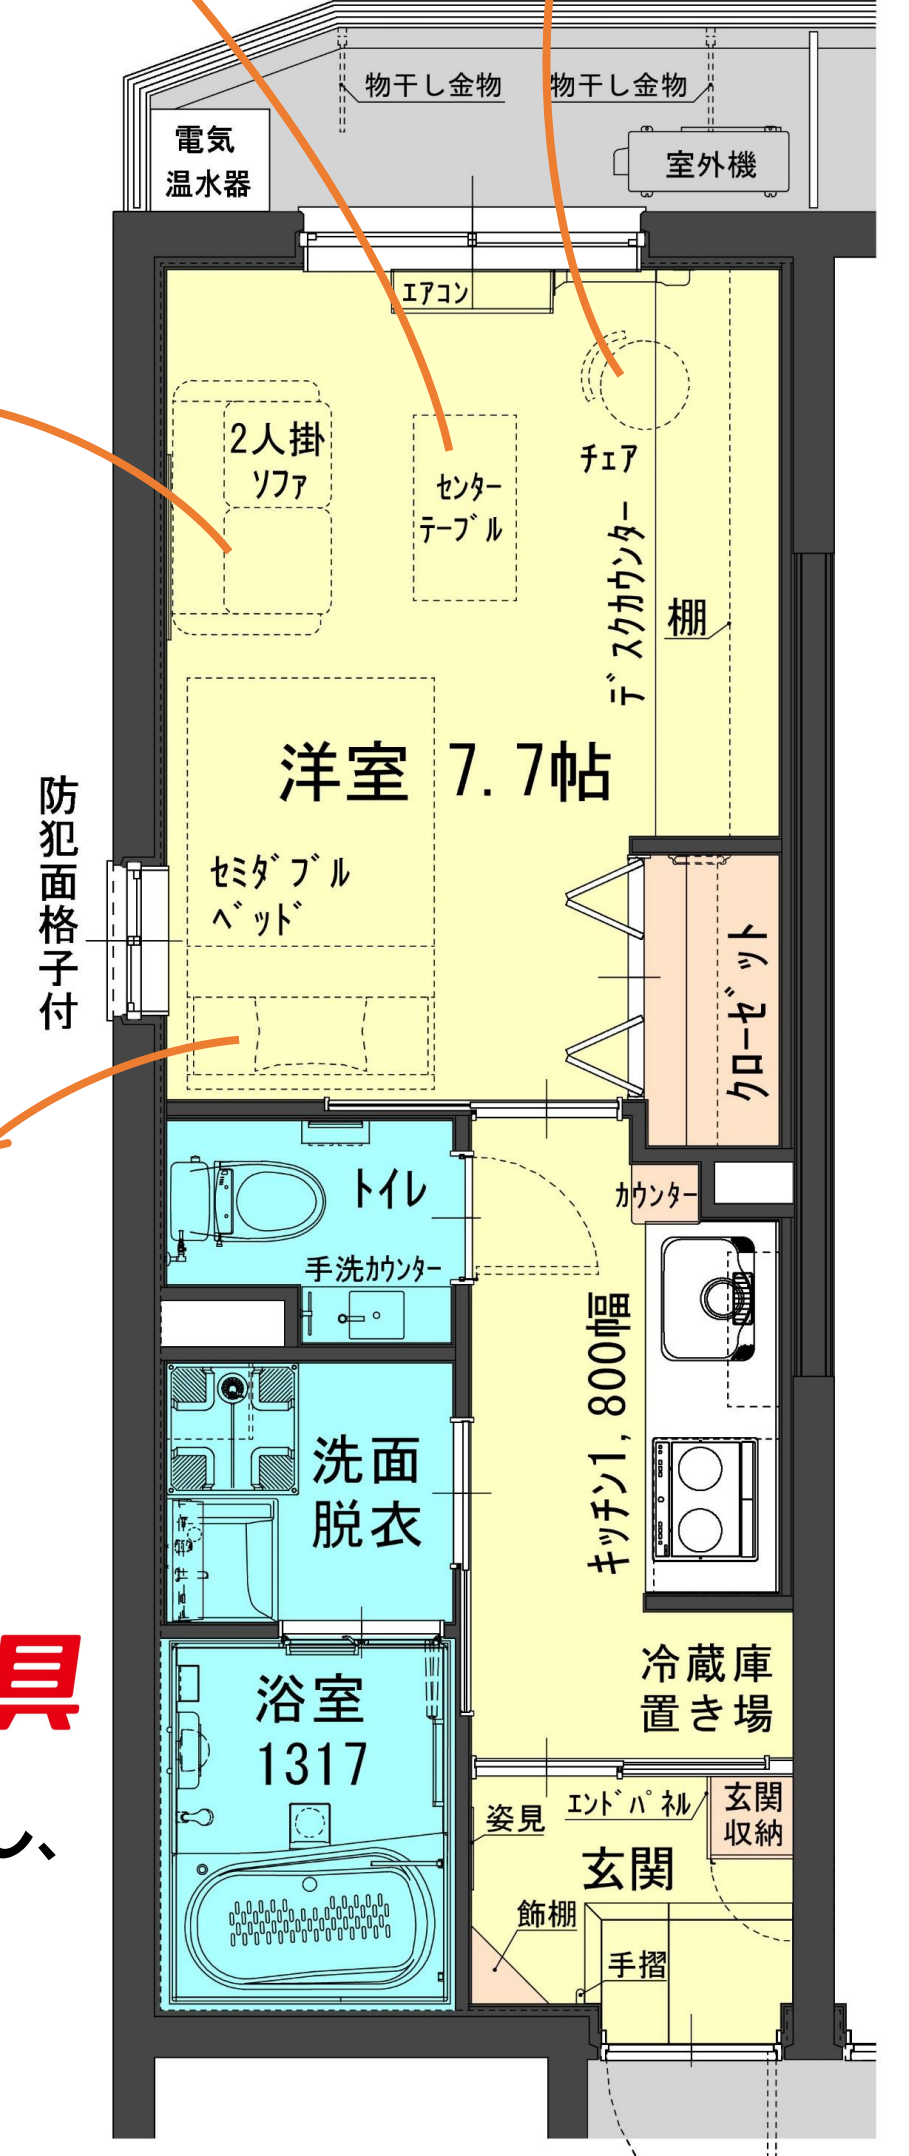 物干し金物
物干し金物
電気
温水器
室外機
エアコン
2人掛
ソファ
センター
テーブル
チェア
デスクカウンター
棚
洋室 7.7帖
防犯面格子付
セミダブル
ベッド
クローゼット
トイレ
カウンター
手洗カウンター
キッチン1,800幅
洗面
脱衣
具
冷蔵庫
置き場
浴室
1317
し、
姿見
エンドパネル
玄関
収納
玄関
飾棚
手摺